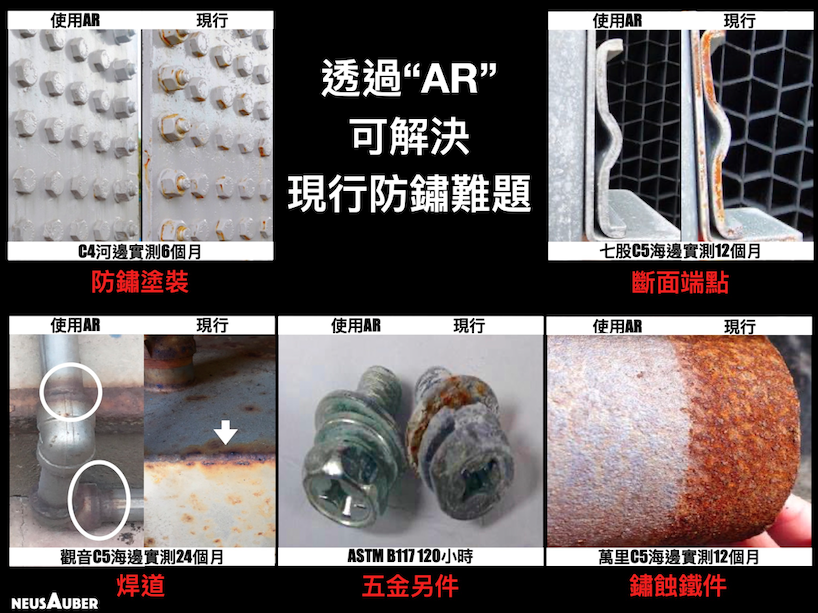 使用AR 現行
C4河邊實測6個月
防鏽塗裝
透過“AR”
可解決
現行防鏽難題
使用AR 現行
七股C5海邊實測12個月
斷面端點
使用AR 現行
觀音C5海邊實測24個月
焊道
使用AR 現行
ASTM B117 120小時
五金另件
使用AR 現行
萬里C5海邊實測12個月
鏽蝕鐵件
NEUSAUBER